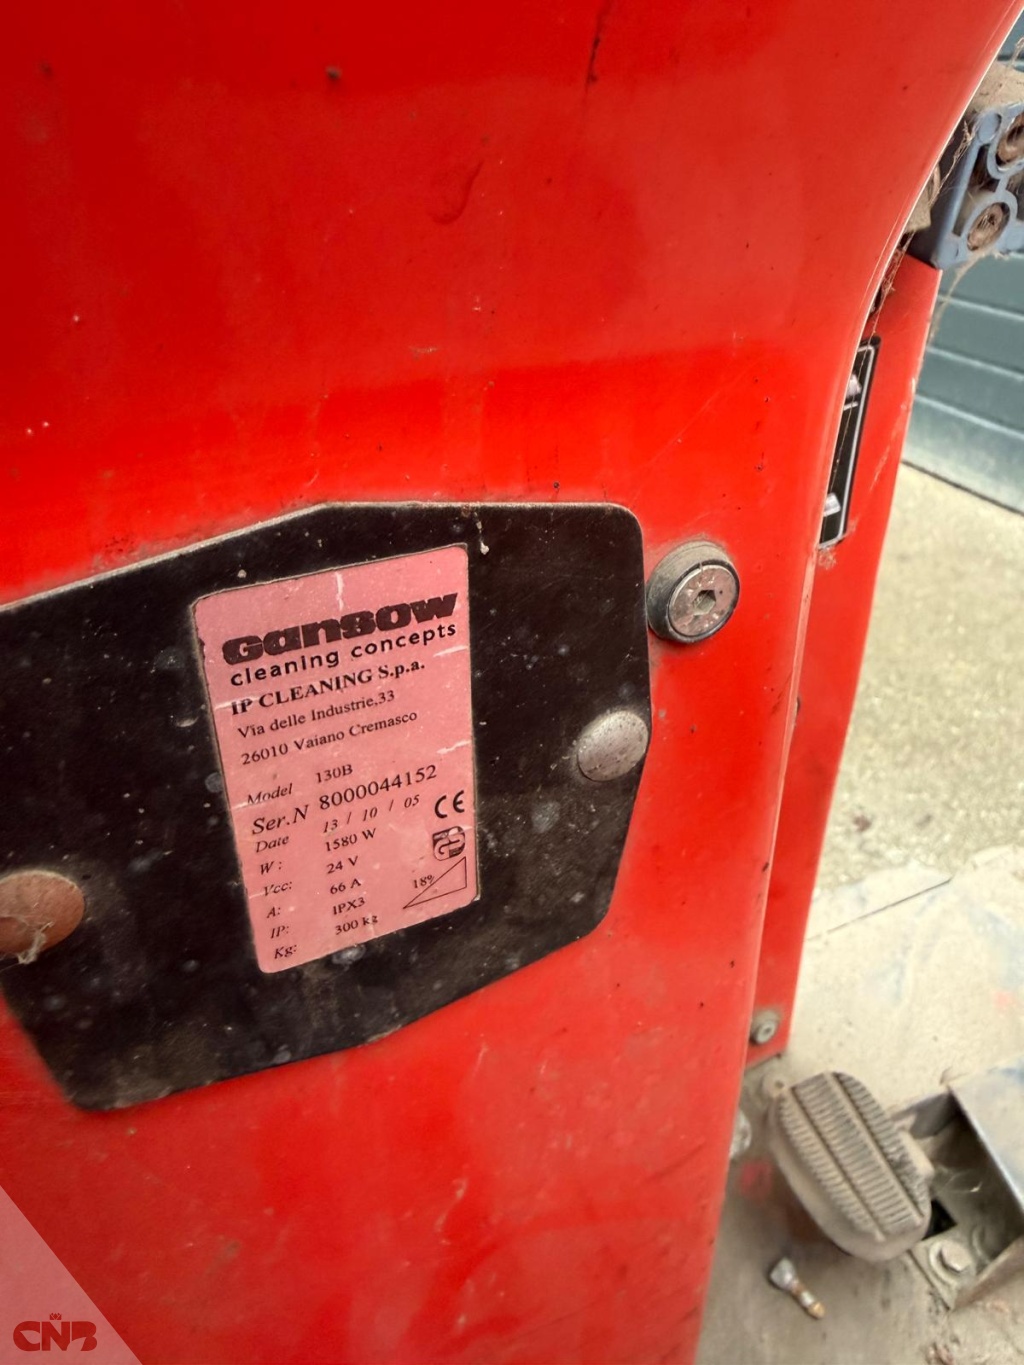 Gansow
cleaning concepts
IP CLEANING S.p.a.
Via delle Industrie,33
26010 Vaiano Cremasco
Model 130B
Ser.N 8000044152
Date 13 / 10 / 05
W: 1580 W
Vcc: 24 V
A: 66 A
IP: IPX3
Kg: 300 kg
CE
GS
18%
CNB